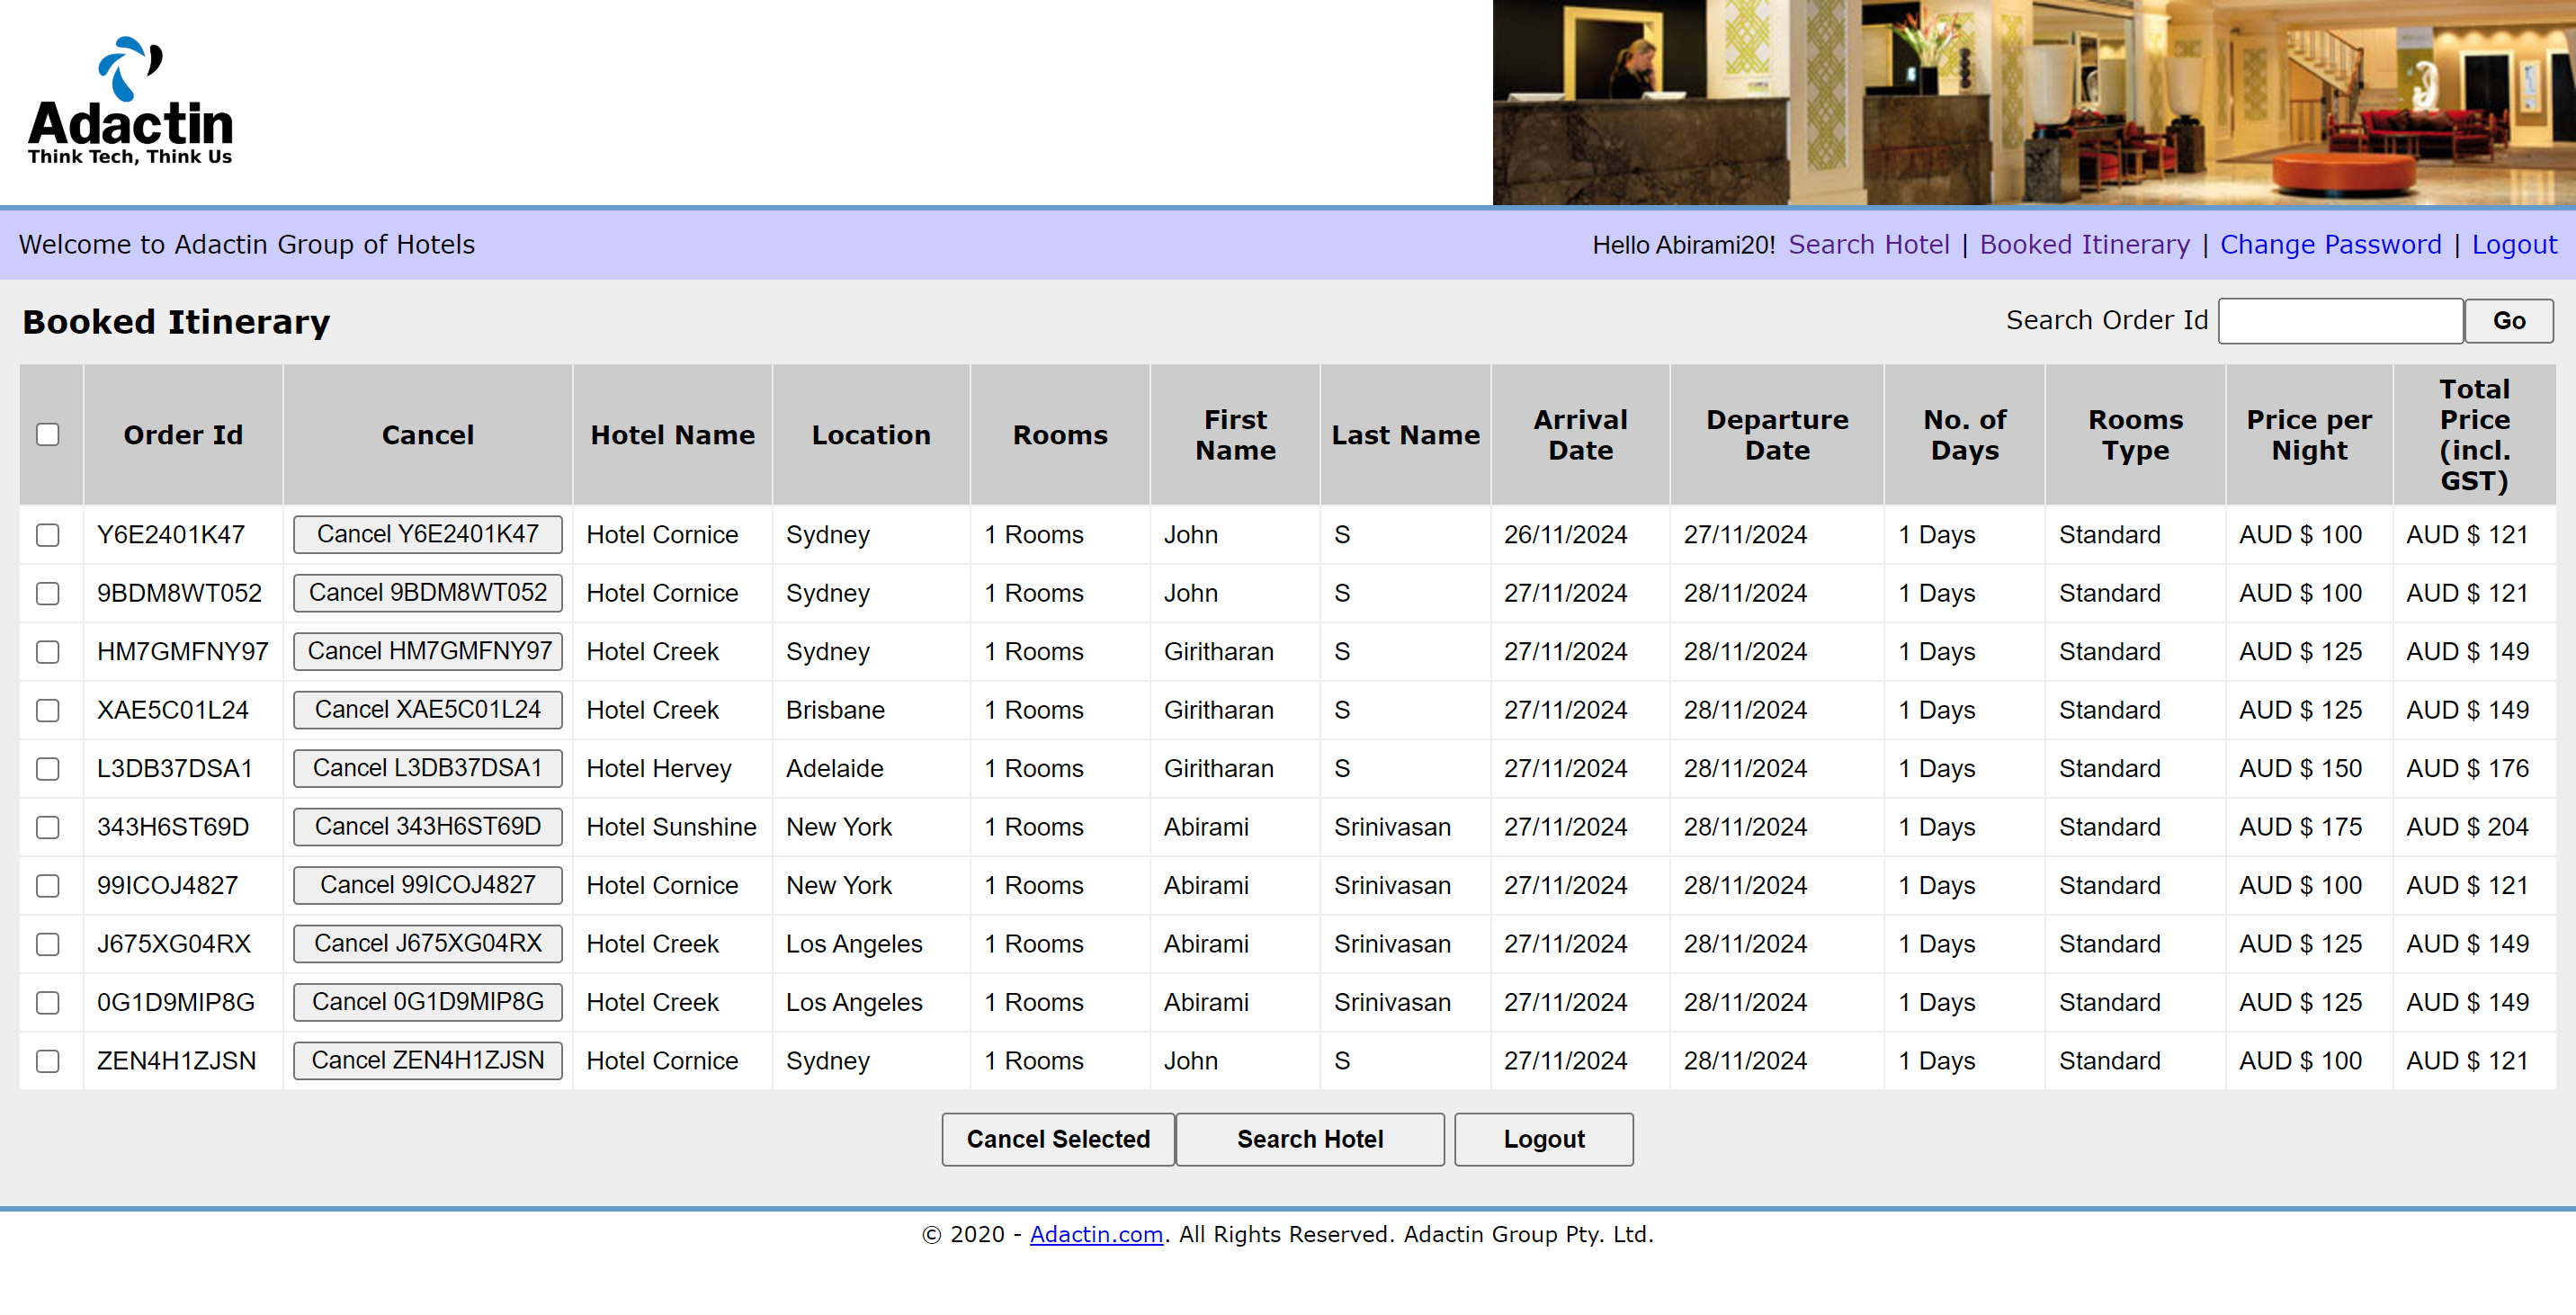 Adactin
Think Tech, Think Us
Welcome to Adactin Group of Hotels
Hello Abirami20! Search Hotel | Booked Itinerary | Change Password | Logout
Booked Itinerary
Search Order Id Go
Order Id Cancel Hotel Name Location Rooms First Name Last Name Arrival Date Departure Date No. of Days Rooms Type Price per Night Total Price (incl. GST)
Y6E2401K47 Cancel Y6E2401K47 Hotel Cornice Sydney 1 Rooms John S 26/11/2024 27/11/2024 1 Days Standard AUD $ 100 AUD $ 121
9BDM8WT052 Cancel 9BDM8WT052 Hotel Cornice Sydney 1 Rooms John S 27/11/2024 28/11/2024 1 Days Standard AUD $ 100 AUD $ 121
HM7GMFNY97 Cancel HM7GMFNY97 Hotel Creek Sydney 1 Rooms Giritharan S 27/11/2024 28/11/2024 1 Days Standard AUD $ 125 AUD $ 149
XAE5C01L24 Cancel XAE5C01L24 Hotel Creek Brisbane 1 Rooms Giritharan S 27/11/2024 28/11/2024 1 Days Standard AUD $ 125 AUD $ 149
L3DB37DSA1 Cancel L3DB37DSA1 Hotel Hervey Adelaide 1 Rooms Giritharan S 27/11/2024 28/11/2024 1 Days Standard AUD $ 150 AUD $ 176
343H6ST69D Cancel 343H6ST69D Hotel Sunshine New York 1 Rooms Abirami Srinivasan 27/11/2024 28/11/2024 1 Days Standard AUD $ 175 AUD $ 204
99ICOJ4827 Cancel 99ICOJ4827 Hotel Cornice New York 1 Rooms Abirami Srinivasan 27/11/2024 28/11/2024 1 Days Standard AUD $ 100 AUD $ 121
J675XG04RX Cancel J675XG04RX Hotel Creek Los Angeles 1 Rooms Abirami Srinivasan 27/11/2024 28/11/2024 1 Days Standard AUD $ 125 AUD $ 149
0G1D9MIP8G Cancel 0G1D9MIP8G Hotel Creek Los Angeles 1 Rooms Abirami Srinivasan 27/11/2024 28/11/2024 1 Days Standard AUD $ 125 AUD $ 149
ZEN4H1ZJSN Cancel ZEN4H1ZJSN Hotel Cornice Sydney 1 Rooms John S 27/11/2024 28/11/2024 1 Days Standard AUD $ 100 AUD $ 121
Cancel Selected Search Hotel Logout
© 2020 - Adactin.com. All Rights Reserved. Adactin Group Pty. Ltd.